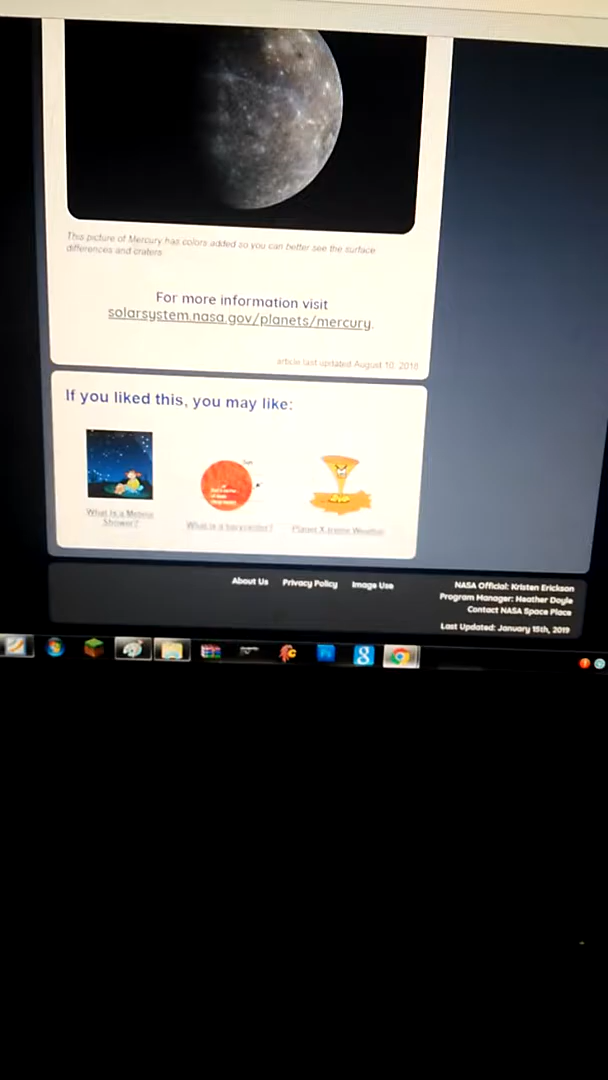 This picture of Mercury has colors added so you can better see the surface
differences and craters.
For more information visit
solarsystem.nasa.gov/planets/mercury.
article last updated August 10, 2018
If you liked this, you may like:
What Is a Meteor
Shower?
What is a barycenter?
Planet X-treme Weather
About Us
Privacy Policy
Image Use
NASA Official: Kristen Erickson
Program Manager: Heather Doyle
Contact NASA Space Place
Last Updated: January 15th, 2019